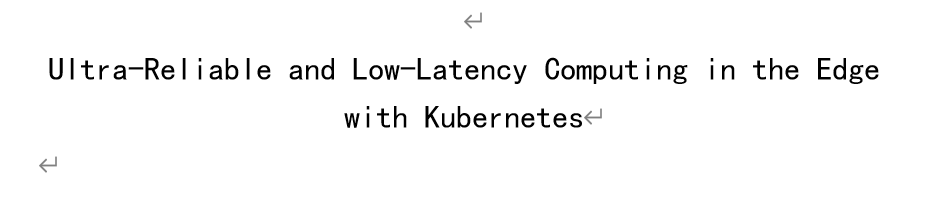 Ultra-Reliable and Low-Latency Computing in the Edge
with Kubernetes